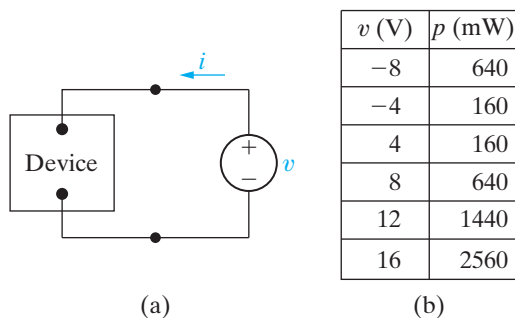 i
Device
+
−
v
(a)
v (V) p (mW)
−8 640
−4 160
4 160
8 640
12 1440
16 2560
(b)